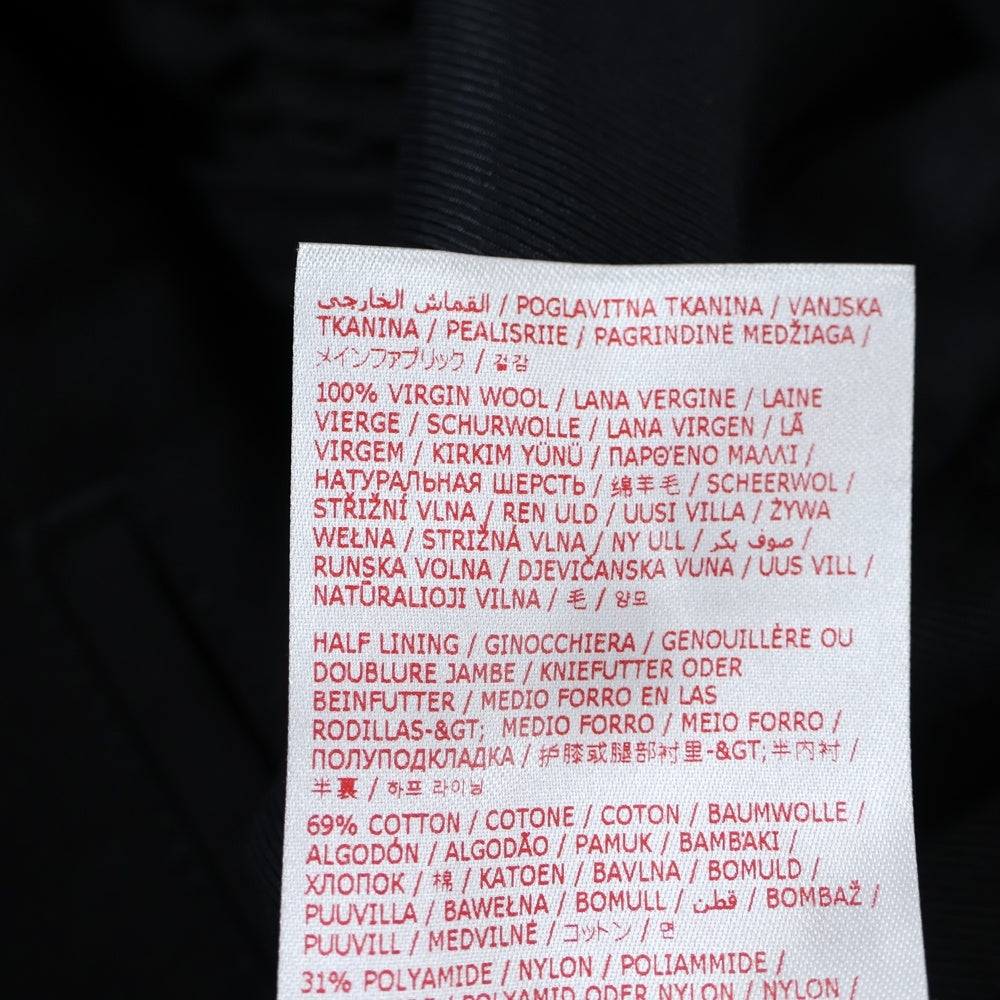 القماش الخارجي / POGLAVITNA TKANINA / VANJSKA
TKANINA / PEALISRIIE / PAGRINDINĖ MEDŽIAGA /
メインファブリック / 겉감
100% VIRGIN WOOL / LANA VERGINE / LAINE
VIERGE / SCHURWOLLE / LANA VIRGEN / LÃ
VIRGEM / KIRKIM YÜNÜ / ΠΑΡΘΈΝΟ ΜΑΛΛΊ /
НАТУРАЛЬНАЯ ШЕРСТЬ / 绵羊毛 / SCHEERWOL /
STŘIŽNÍ VLNA / REN ULD / UUSI VILLA / ŻYWA
WEŁNA / STRIŽNÁ VLNA / NY ULL / صوف بكر /
RUNSKA VOLNA / DJEVIČANSKA VUNA / UUS VILL /
NATŪRALIOJI VILNA / 毛 / 양모
HALF LINING / GINOCCHIERA / GENOUILLÈRE OU
DOUBLURE JAMBE / KNIEFUTTER ODER
BEINFUTTER / MEDIO FORRO EN LAS
RODILLAS-&GT; MEDIO FORRO / MEIO FORRO /
ПОЛУПОДКЛАДКА / 护膝或腿部衬里-&GT;半内衬 /
半裏 / 하프 라이닝
69% COTTON / COTONE / COTON / BAUMWOLLE /
ALGODÓN / ALGODÃO / PAMUK / ΒΑΜΒΆΚΙ /
ХЛОПОК / 棉 / KATOEN / BAVLNA / BOMULD /
PUUVILLA / BAWEŁNA / BOMULL / قطن / BOMBAŽ /
PUUVILL / MEDVILNĖ / コットン / 면
31% POLYAMIDE / NYLON / POLIAMMIDE /
POLYAMID ODER NYLON / NYLON /